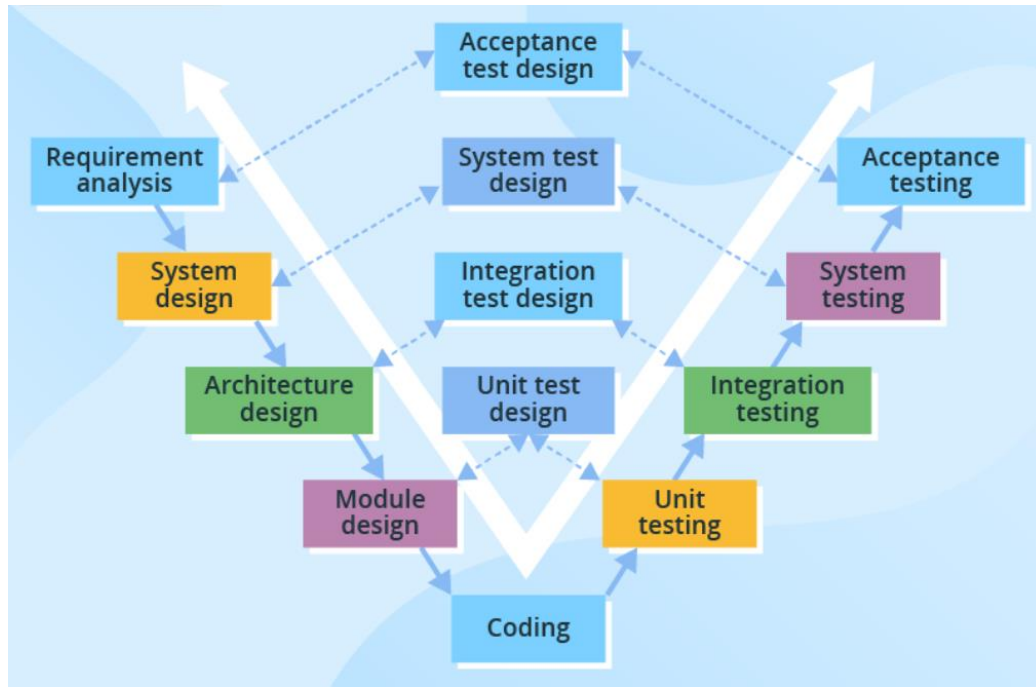 Acceptance
test design
Requirement
analysis
System test
design
Acceptance
testing
System
design
Integration
test design
System
testing
Architecture
design
Unit test
design
Integration
testing
Module
design
Unit
testing
Coding